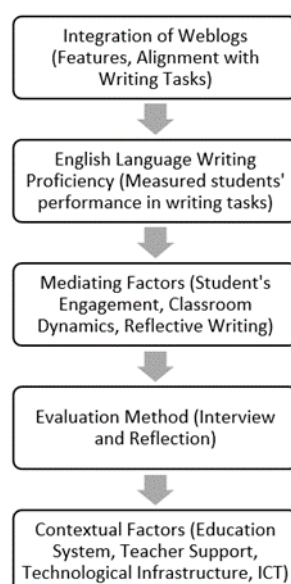 Integration of Weblogs
(Features, Alignment with
Writing Tasks)
English Language Writing
Proficiency (Measured students'
performance in writing tasks)
Mediating Factors (Student's
Engagement, Classroom
Dynamics, Reflective Writing)
Evaluation Method (Interview
and Reflection)
Contextual Factors (Education
System, Teacher Support,
Technological Infrastructure, ICT)